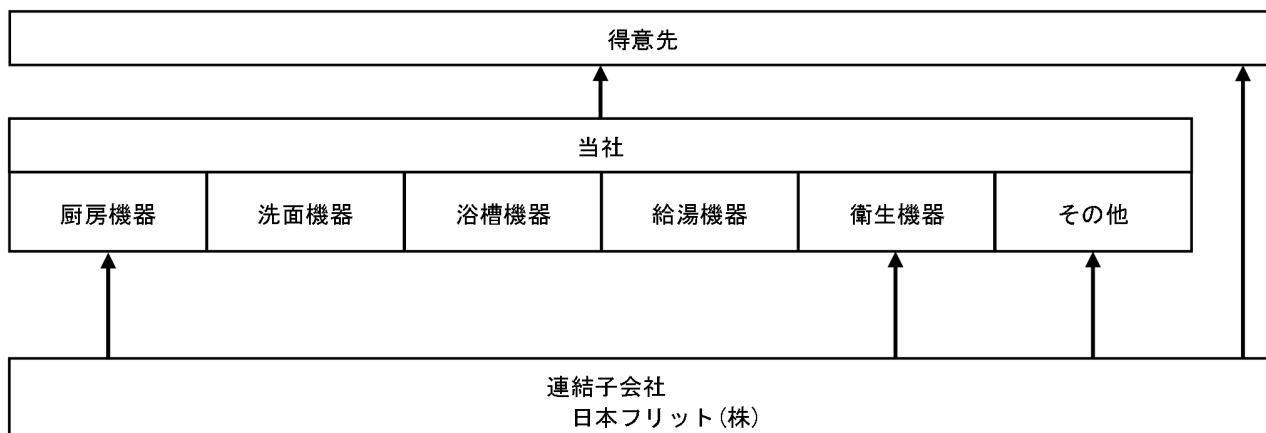 得意先
当社
厨房機器
洗面機器
浴槽機器
給湯機器
衛生機器
その他
連結子会社
日本フリット(株)